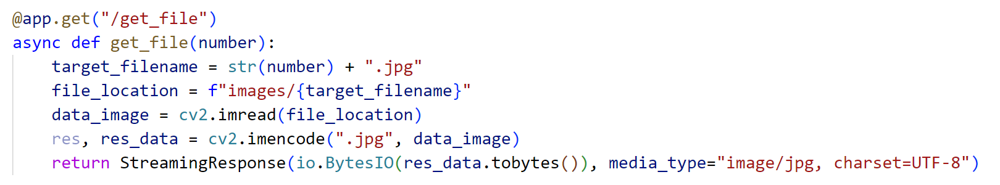 @app.get("/get_file")
async def get_file(number):
    target_filename = str(number) + ".jpg"
    file_location = f"images/{target_filename}"
    data_image = cv2.imread(file_location)
    res, res_data = cv2.imencode(".jpg", data_image)
    return StreamingResponse(io.BytesIO(res_data.tobytes()), media_type="image/jpg, charset=UTF-8")